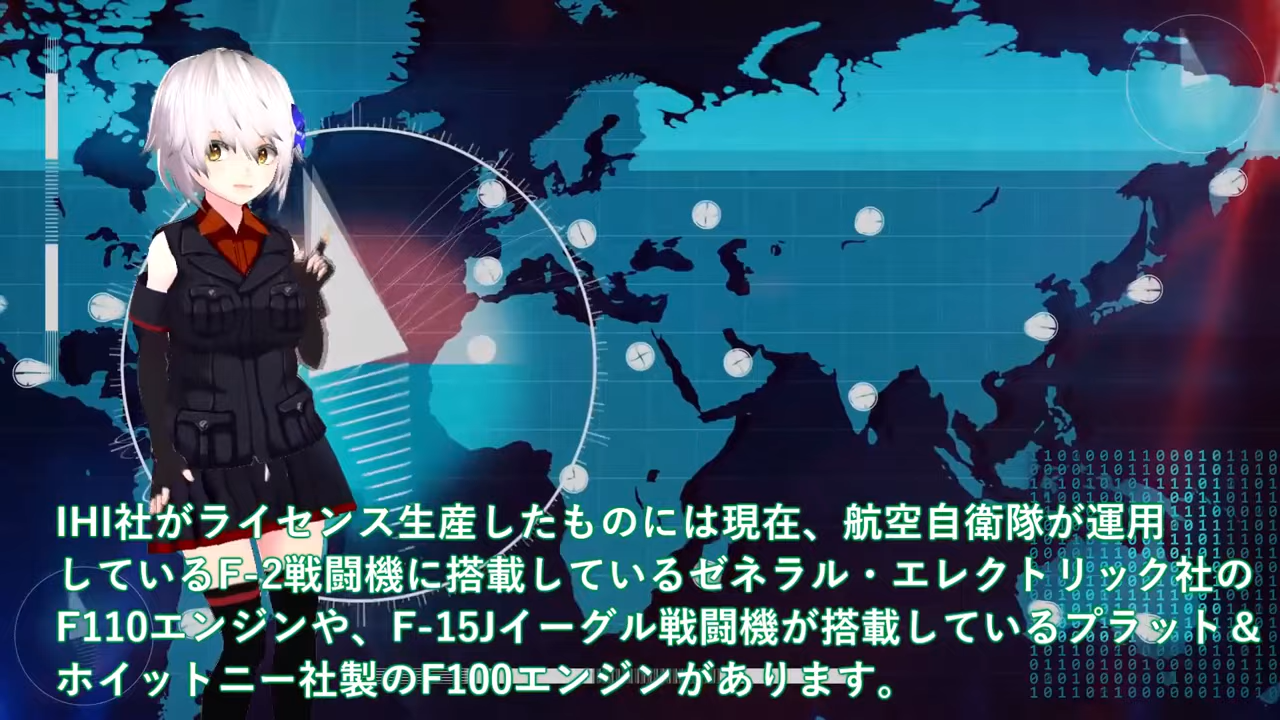 IHI社がライセンス生産したものには現在、航空自衛隊が運用
しているF-2戦闘機に搭載しているゼネラル・エレクトリック社の
F110エンジンや、F-15Jイーグル戦闘機が搭載しているプラット＆
ホイットニー社製のF100エンジンがあります。